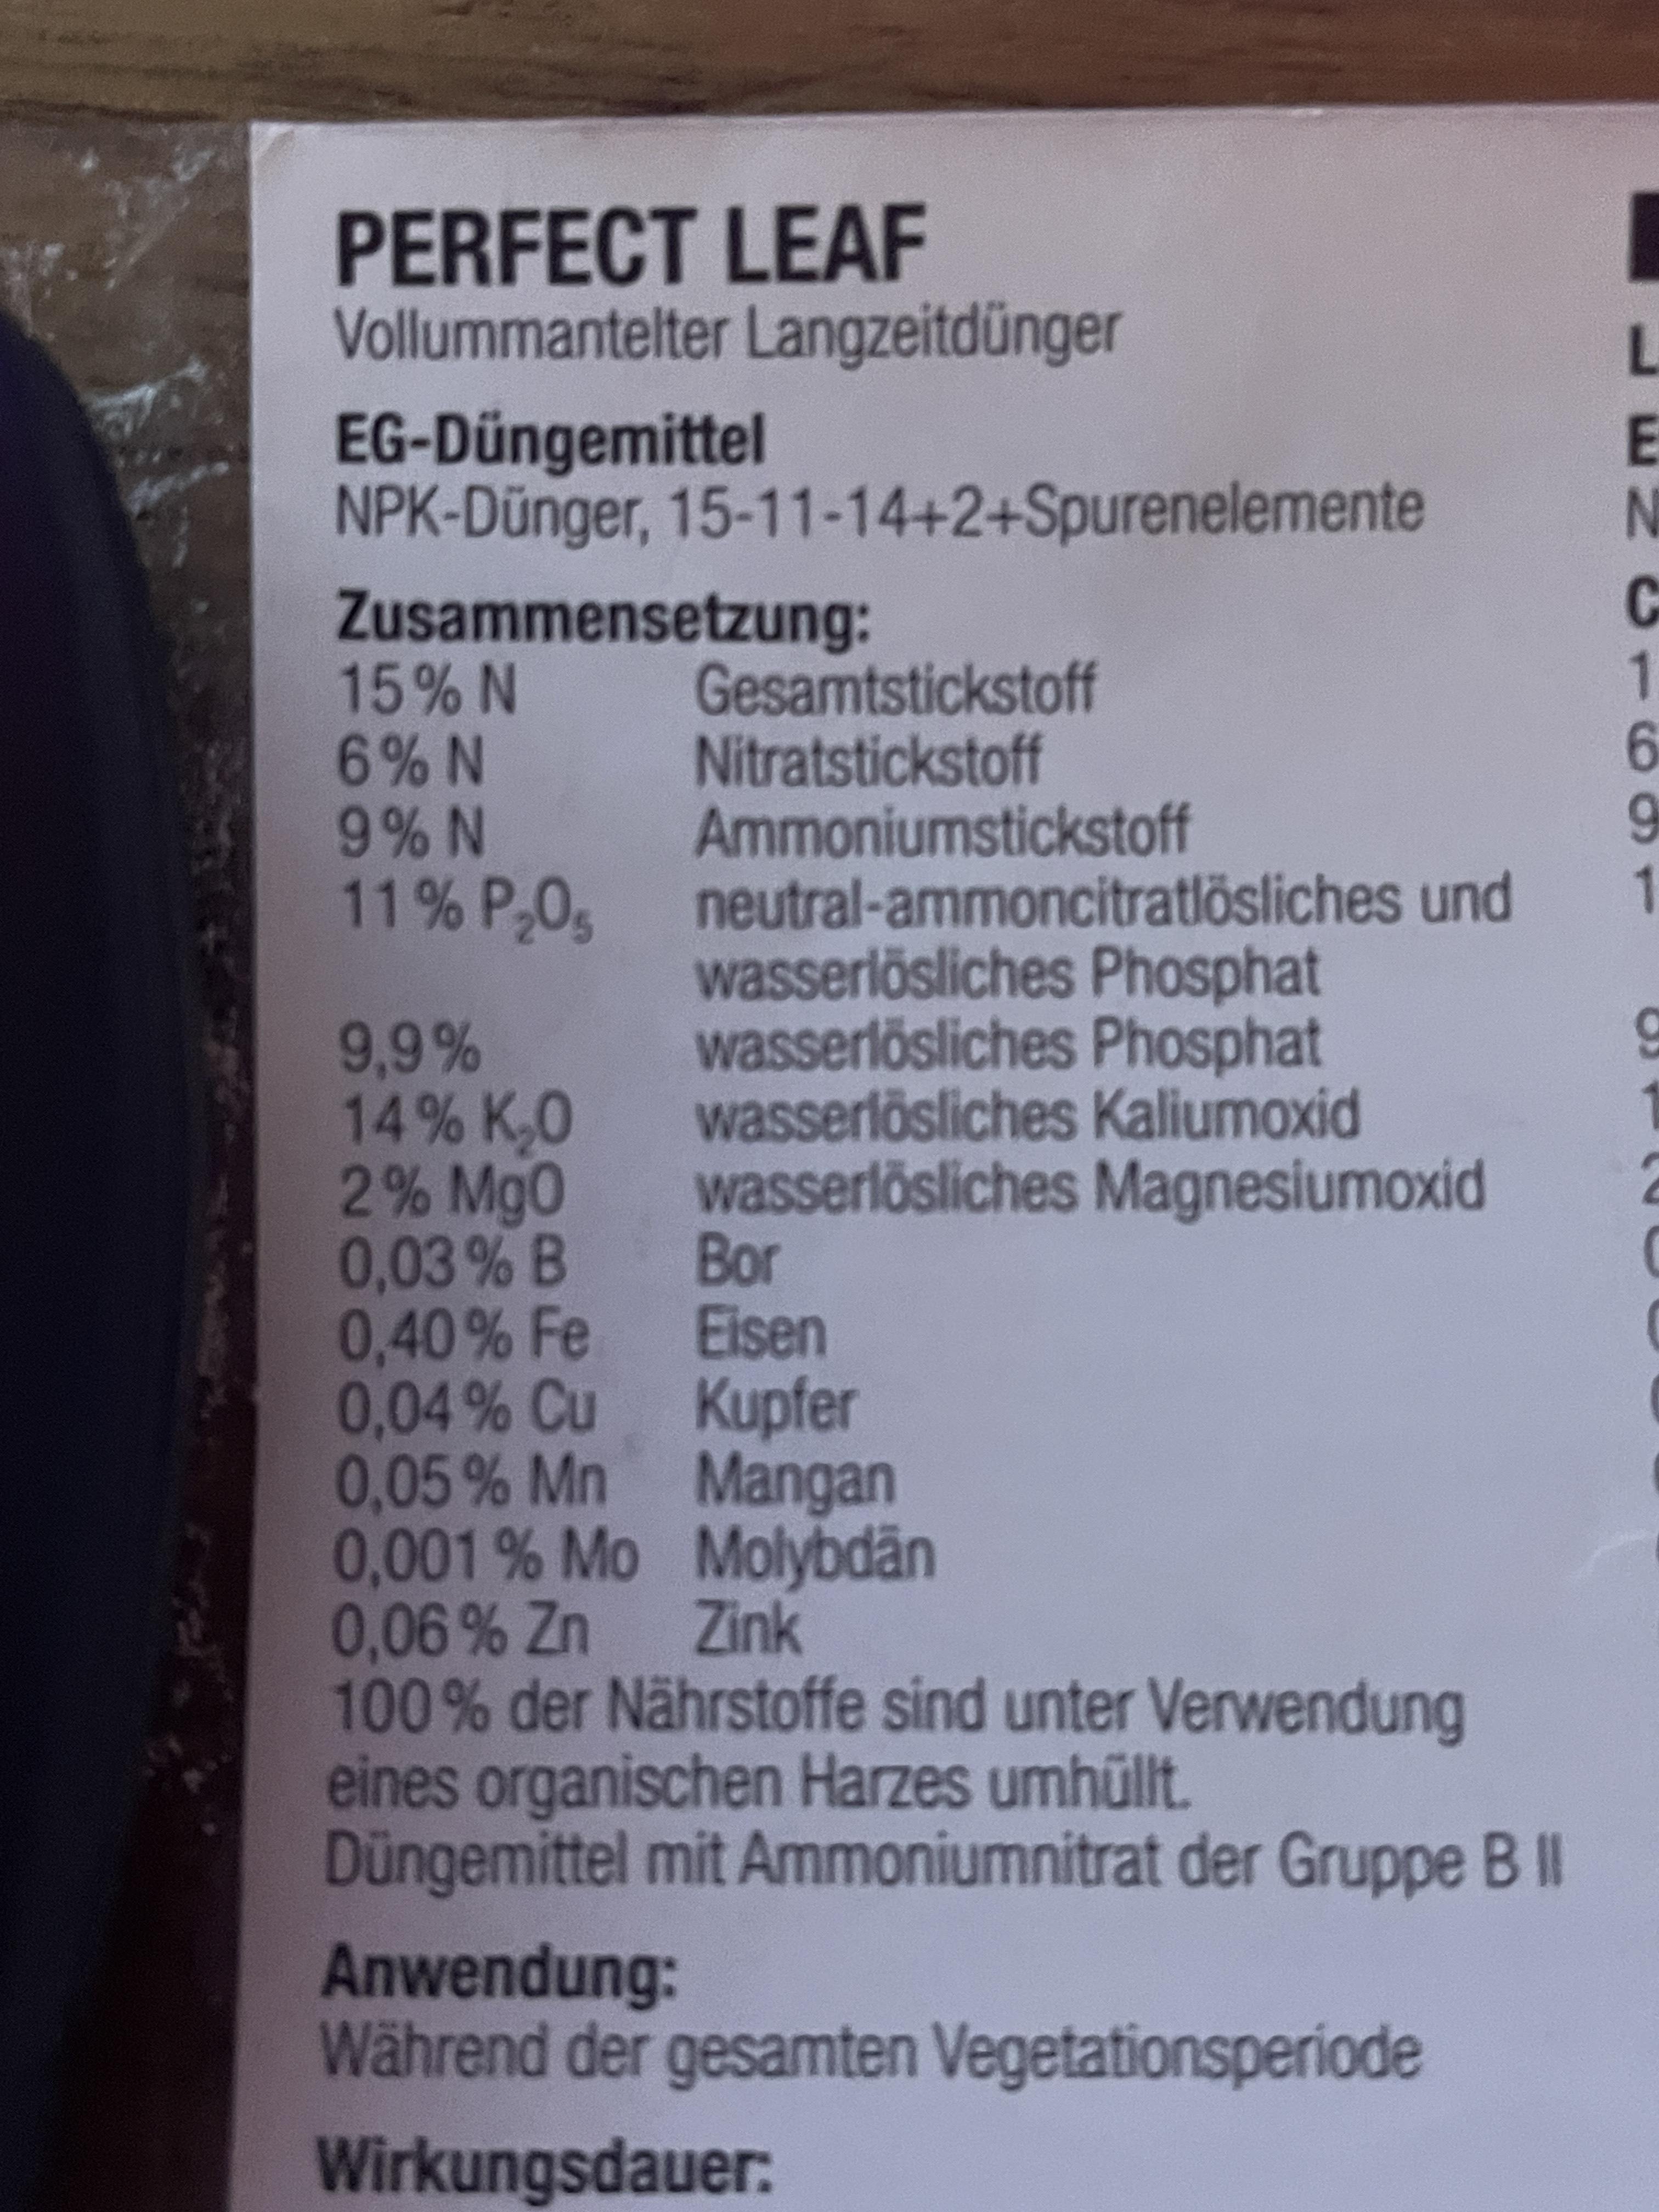 PERFECT LEAF
Vollummantelter Langzeitdünger
EG-Düngemittel
NPK-Dünger, 15-11-14+2+Spurenelemente
Zusammensetzung:
15 % N Gesamtstickstoff
6 % N Nitratstickstoff
9 % N Ammoniumstickstoff
11 % P₂O₅ neutral-ammoncitratlösliches und
wasserlösliches Phosphat
9,9 % wasserlösliches Phosphat
14 % K₂O wasserlösliches Kaliumoxid
2 % MgO wasserlösliches Magnesiumoxid
0,03 % B Bor
0,40 % Fe Eisen
0,04 % Cu Kupfer
0,05 % Mn Mangan
0,001 % Mo Molybdän
0,06 % Zn Zink
100 % der Nährstoffe sind unter Verwendung
eines organischen Harzes umhüllt.
Düngemittel mit Ammoniumnitrat der Gruppe B II
Anwendung:
Während der gesamten Vegetationsperiode
Wirkungsdauer: